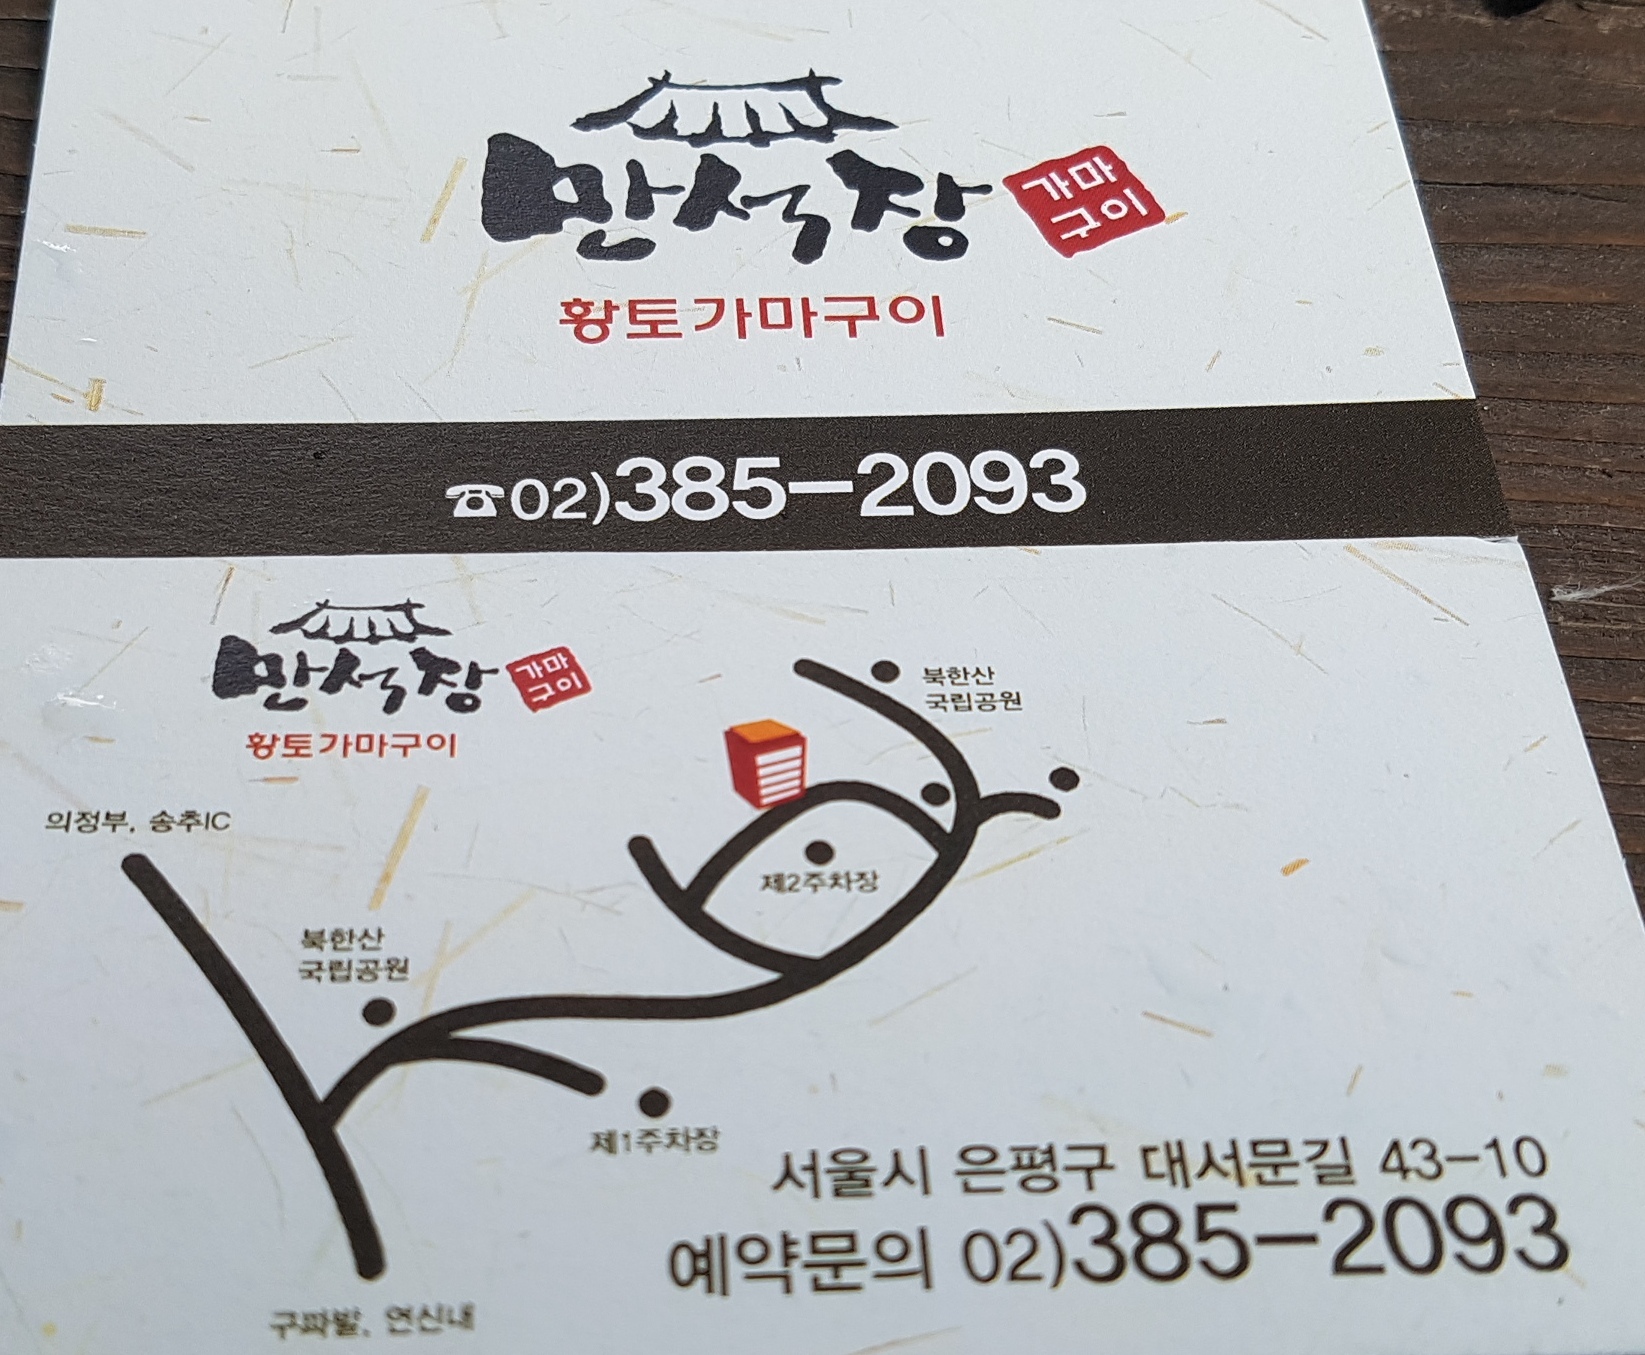 만석장
가마
구이
황토가마구이
☎02)385-2093
만석장
가마
구이
황토가마구이
북한산
국립공원
의정부, 송추IC
제2주차장
북한산
국립공원
제1주차장
서울시 은평구 대서문길 43-10
예약문의 02)385-2093
구파발, 연신내